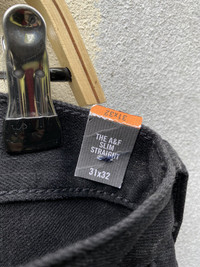 THE A&F
SLIM
STRAIGHT
31X32